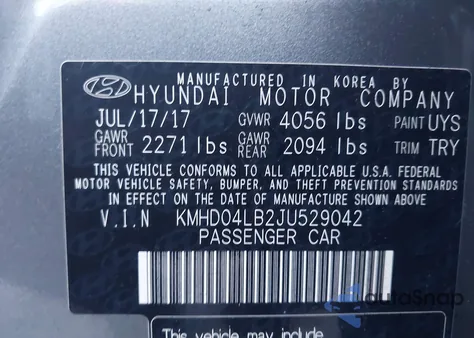 MANUFACTURED IN KOREA BY
HYUNDAI MOTOR COMPANY
JUL/17/17 GVWR 4056 lbs PAINT UYS
GAWR FRONT 2271 lbs GAWR REAR 2094 lbs TRIM TRY
THIS VEHICLE CONFORMS TO ALL APPLICABLE U.S.A. FEDERAL
MOTOR VEHICLE SAFETY, BUMPER, AND THEFT PREVENTION STANDARDS
IN EFFECT ON THE DATE OF MANUFACTURE SHOWN ABOVE.
V.I.N KMHD04LB2JU529042
PASSENGER CAR
autoSnap
This vehicle may include